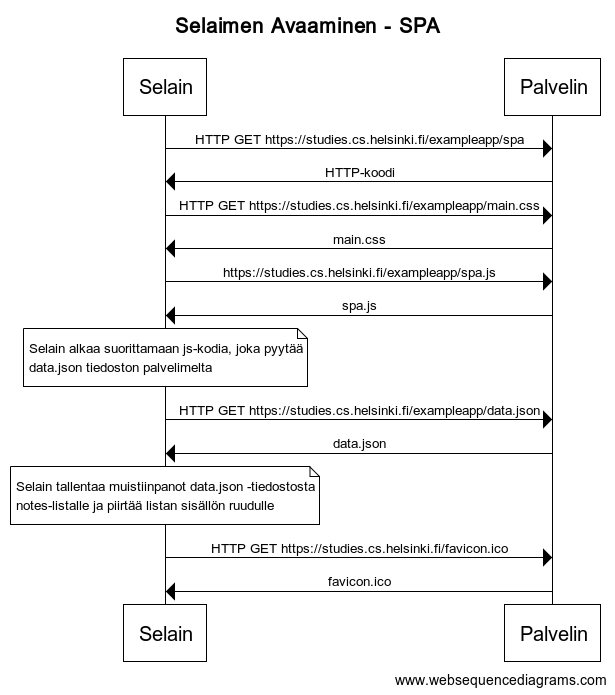 Selaimen Avaaminen - SPA
Selain
Palvelin
HTTP GET https://studies.cs.helsinki.fi/exampleapp/spa
HTTP-koodi
HTTP GET https://studies.cs.helsinki.fi/exampleapp/main.css
main.css
https://studies.cs.helsinki.fi/exampleapp/spa.js
spa.js
Selain alkaa suorittamaan js-kodia, joka pyytää
data.json tiedoston palvelimelta
HTTP GET https://studies.cs.helsinki.fi/exampleapp/data.json
data.json
Selain tallentaa muistiinpanot data.json -tiedostosta
notes-listalle ja piirtää listan sisällön ruudulle
HTTP GET https://studies.cs.helsinki.fi/favicon.ico
favicon.ico
Selain
Palvelin
www.websequencediagrams.com